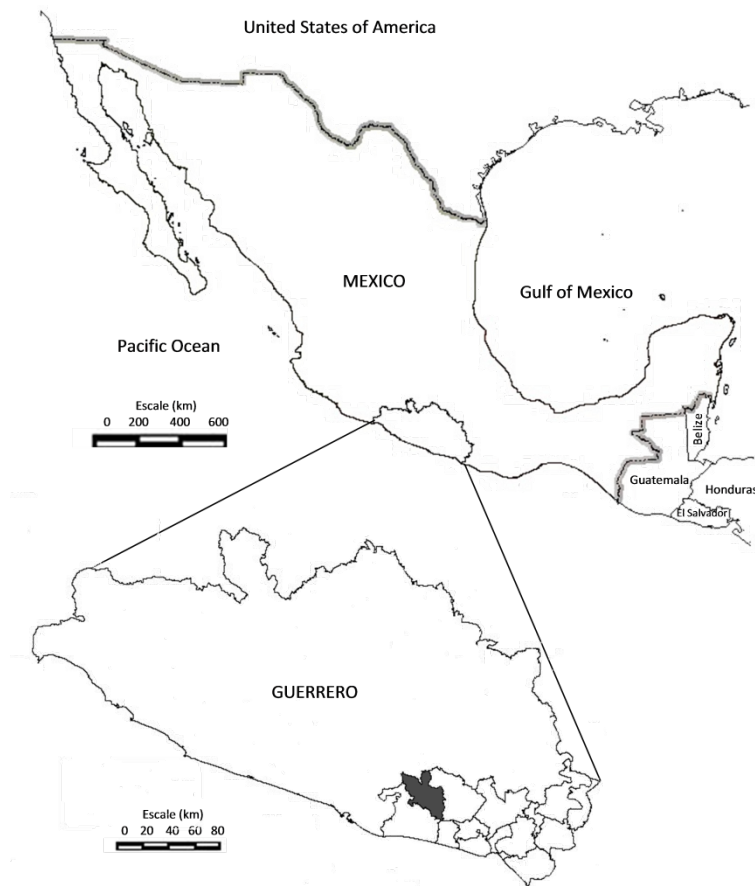 United States of America
MEXICO
Gulf of Mexico
Pacific Ocean
Escale (km)
0 200 400 600
Belize
Guatemala
Honduras
El Salvador
GUERRERO
Escale (km)
0 20 40 60 80